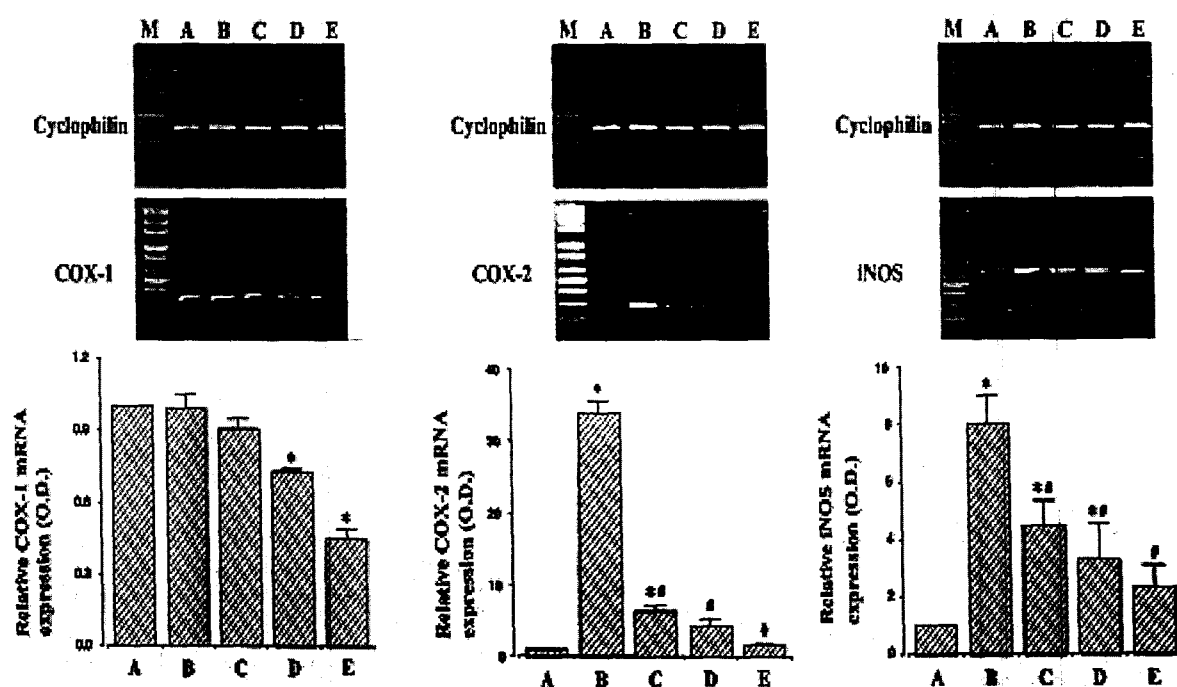 M A B C D E
Cyclophilin
COX-1
Relative COX-1 mRNA
expression (O.D.)
1.2
0.9
0.6
0.3
0.0
*
*
A B C D E
M A B C D E
Cyclophilin
COX-2
Relative COX-2 mRNA
expression (O.D.)
40
30
20
10
0
*
*#
#
#
A B C D E
M A B C D E
Cyclophilin
iNOS
Relative iNOS mRNA
expression (O.D.)
10
8
6
4
2
0
*
*#
*#
#
A B C D E